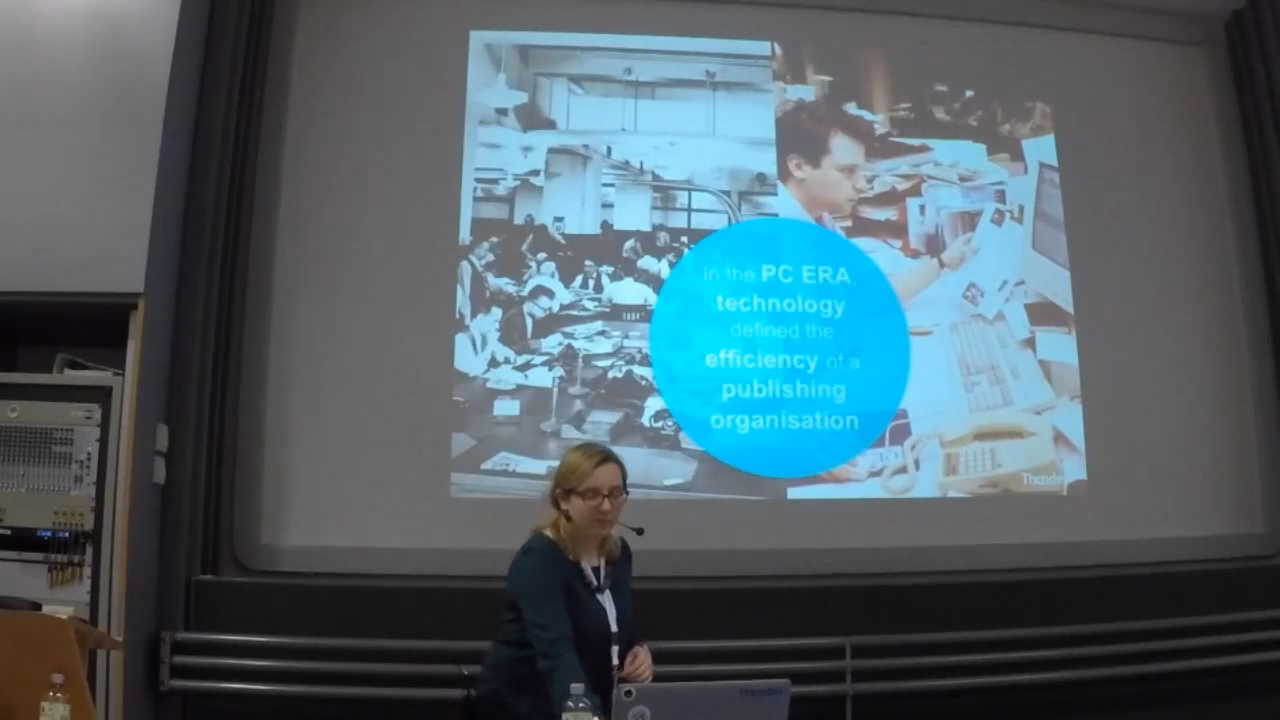 In the PC ERA
technology
defined the
efficiency of a
publishing
organisation